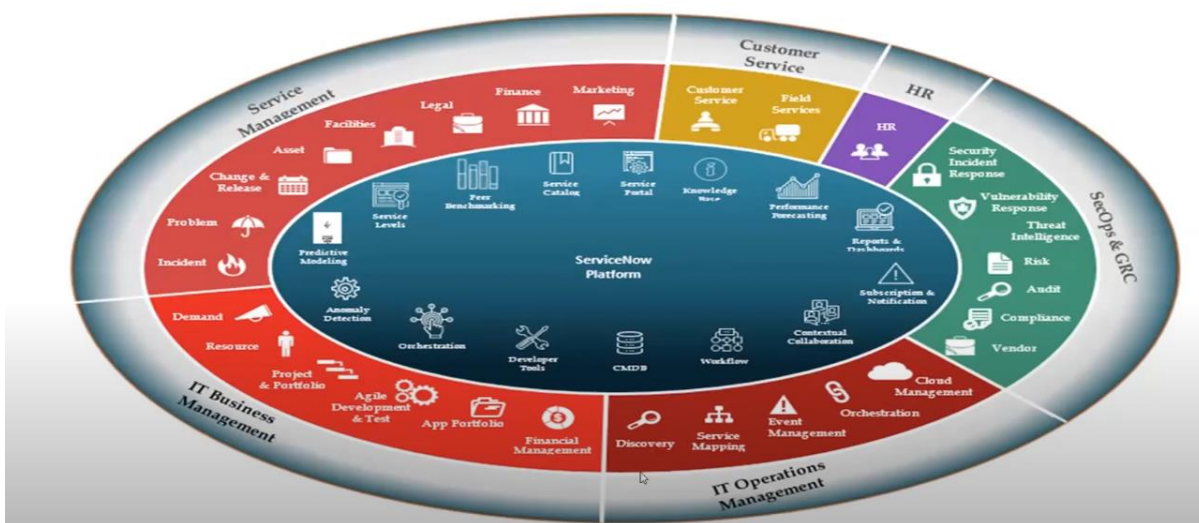 Service
Management
Customer
Service
HR
SecOps & GRC
IT Operations
Management
IT Business
Management
Incident
Problem
Change &
Release
Asset
Facilities
Legal
Finance
Marketing
Customer
Service
Field
Services
HR
Security
Incident
Response
Vulnerability
Response
Threat
Intelligence
Risk
Audit
Compliance
Vendor
Cloud
Management
Orchestration
Event
Management
Service
Mapping
Discovery
Financial
Management
App Portfolio
Agile
Development
& Test
Project
& Portfolio
Resource
Demand
Predictive
Modeling
Service
Levels
Peer
Benchmarking
Service
Catalog
Service
Portal
Knowledge
Base
Performance
Forecasting
Reports &
Dashboards
Subscription &
Notification
Contextual
Collaboration
Workflow
CMDB
Developer
Tools
Orchestration
Anomaly
Detection
ServiceNow
Platform